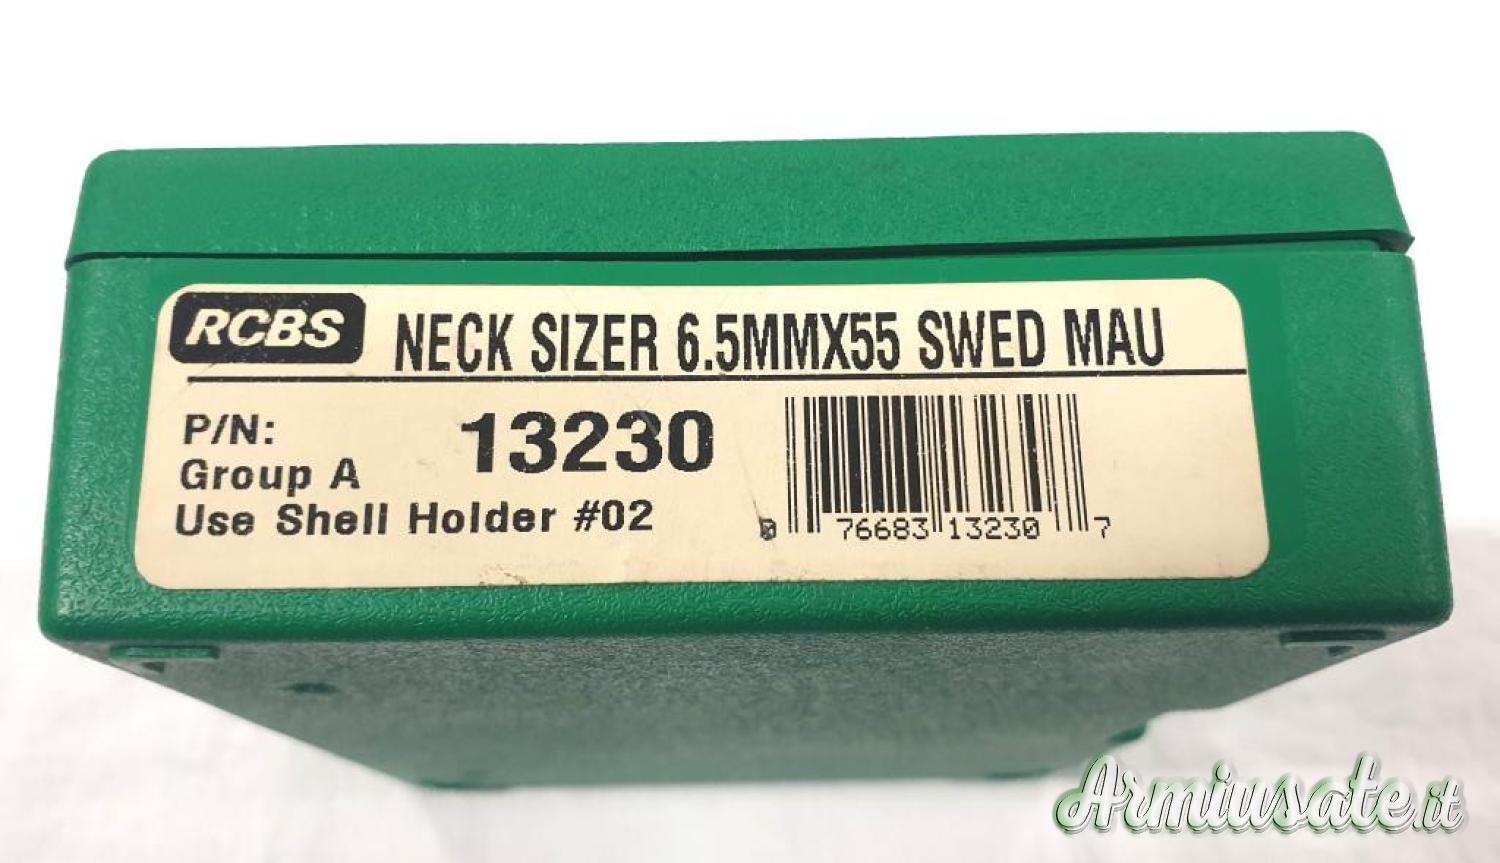 RCBS NECK SIZER 6.5MMX55 SWED MAU
P/N: 13230
Group A
Use Shell Holder #02
0 76683 13230 7
Armiusate.it